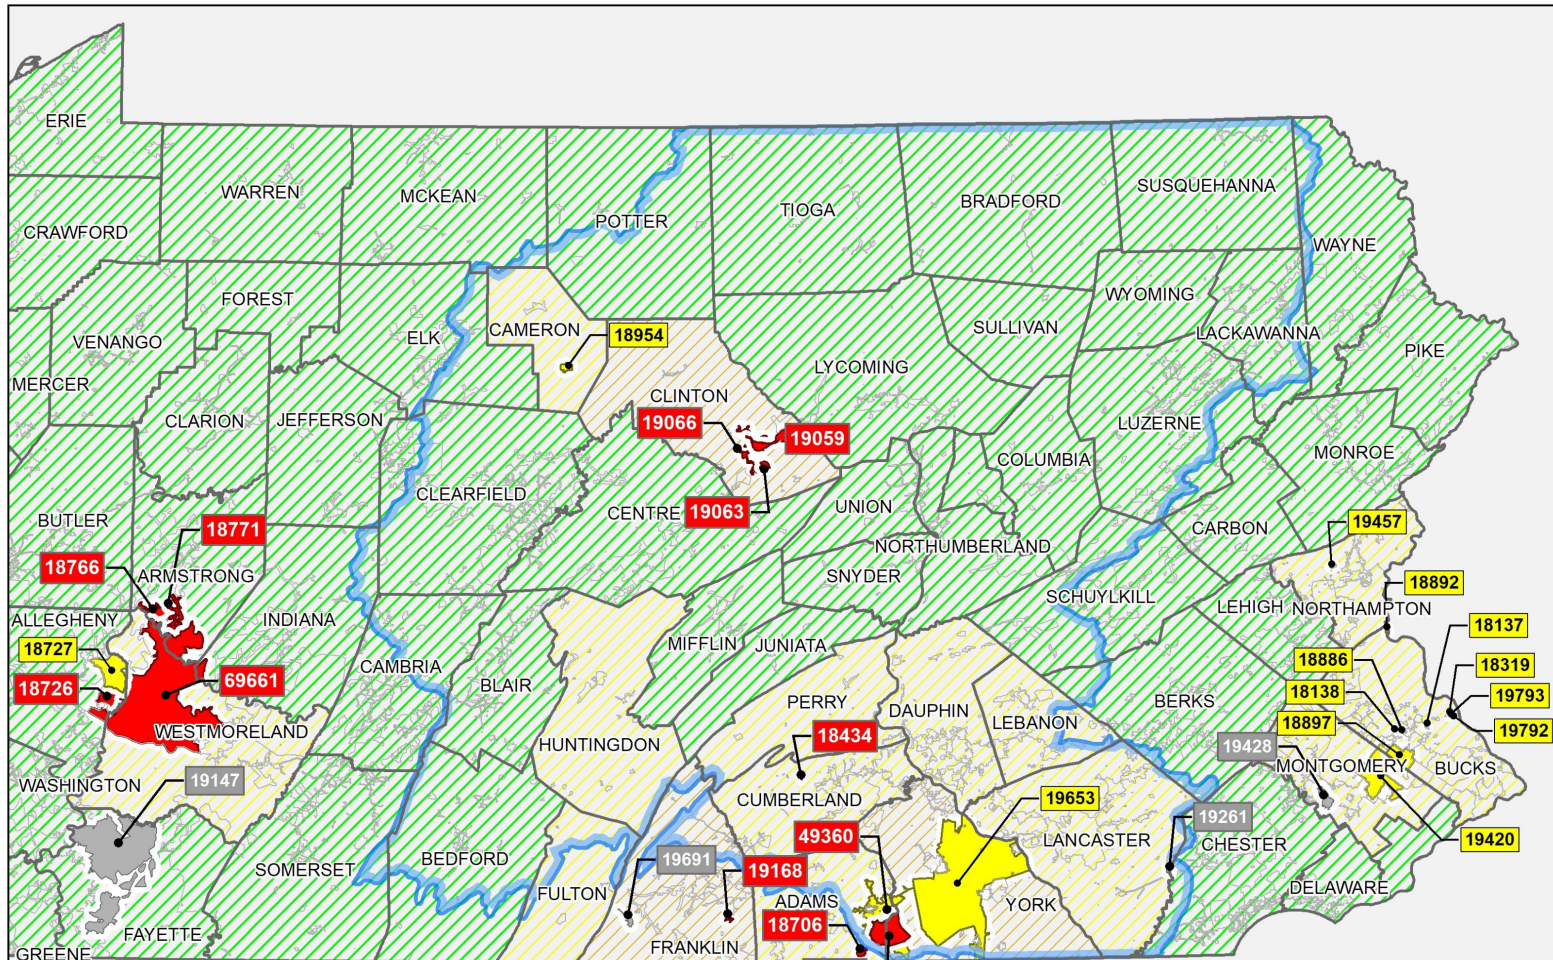 ERIE
WARREN
MCKEAN
POTTER
TIOGA
BRADFORD
SUSQUEHANNA
CRAWFORD
WAYNE
FOREST
WYOMING
VENANGO
ELK
CAMERON
18954
SULLIVAN
LACKAWANNA
PIKE
MERCER
LYCOMING
CLARION
JEFFERSON
CLINTON
19066
19059
LUZERNE
MONROE
COLUMBIA
CLEARFIELD
CENTRE
19063
UNION
BUTLER
18771
CARBON
19457
NORTHUMBERLAND
18766
ARMSTRONG
SNYDER
18892
SCHUYLKILL
LEHIGH
NORTHAMPTON
ALLEGHENY
INDIANA
18137
18727
MIFFLIN
JUNIATA
CAMBRIA
18886
18319
18726
69661
BLAIR
18138
19793
PERRY
DAUPHIN
LEBANON
BERKS
18897
19792
WESTMORELAND
18434
HUNTINGDON
19428
MONTGOMERY
BUCKS
WASHINGTON
19147
CUMBERLAND
19653
49360
LANCASTER
19261
CHESTER
19420
SOMERSET
BEDFORD
19691
19168
FULTON
ADAMS
YORK
DELAWARE
18706
FAYETTE
FRANKLIN
GREENE